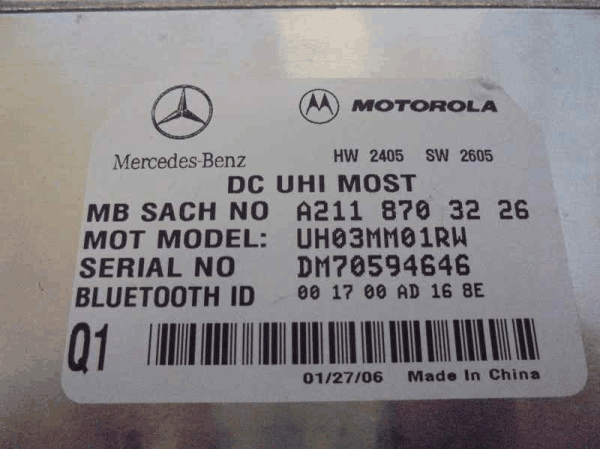 MOTOROLA
Mercedes-Benz HW 2405 SW 2605
DC UHI MOST
MB SACH NO A211 870 32 26
MOT MODEL: UH03MM01RW
SERIAL NO DM70594646
BLUETOOTH ID 00 17 00 AD 16 8E
Q1
01/27/06 Made In China